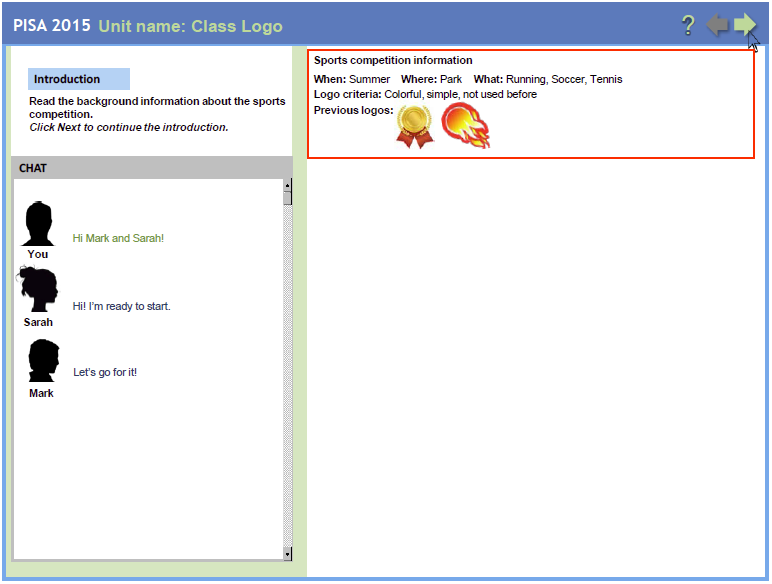 PISA 2015 Unit name: Class Logo
?
Introduction
Read the background information about the sports
competition.
Click Next to continue the introduction.
CHAT
You
Hi Mark and Sarah!
Sarah
Hi! I'm ready to start.
Mark
Let's go for it!
Sports competition information
When: Summer Where: Park What: Running, Soccer, Tennis
Logo criteria: Colorful, simple, not used before
Previous logos: